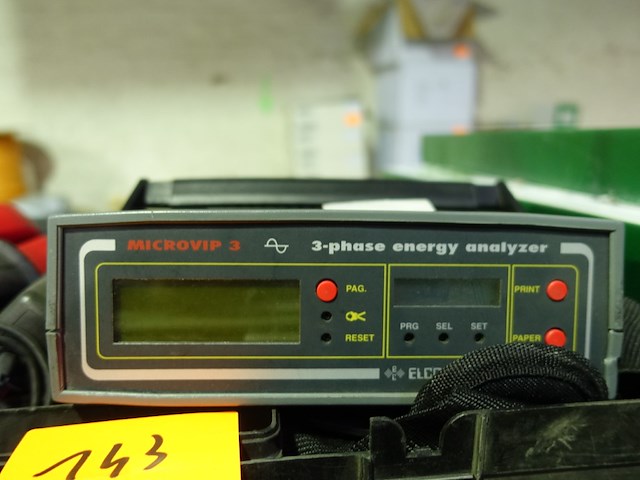 MICROVIP 3 3-phase energy analyzer
PAG. PRINT
PRG SEL SET
RESET PAPER
143